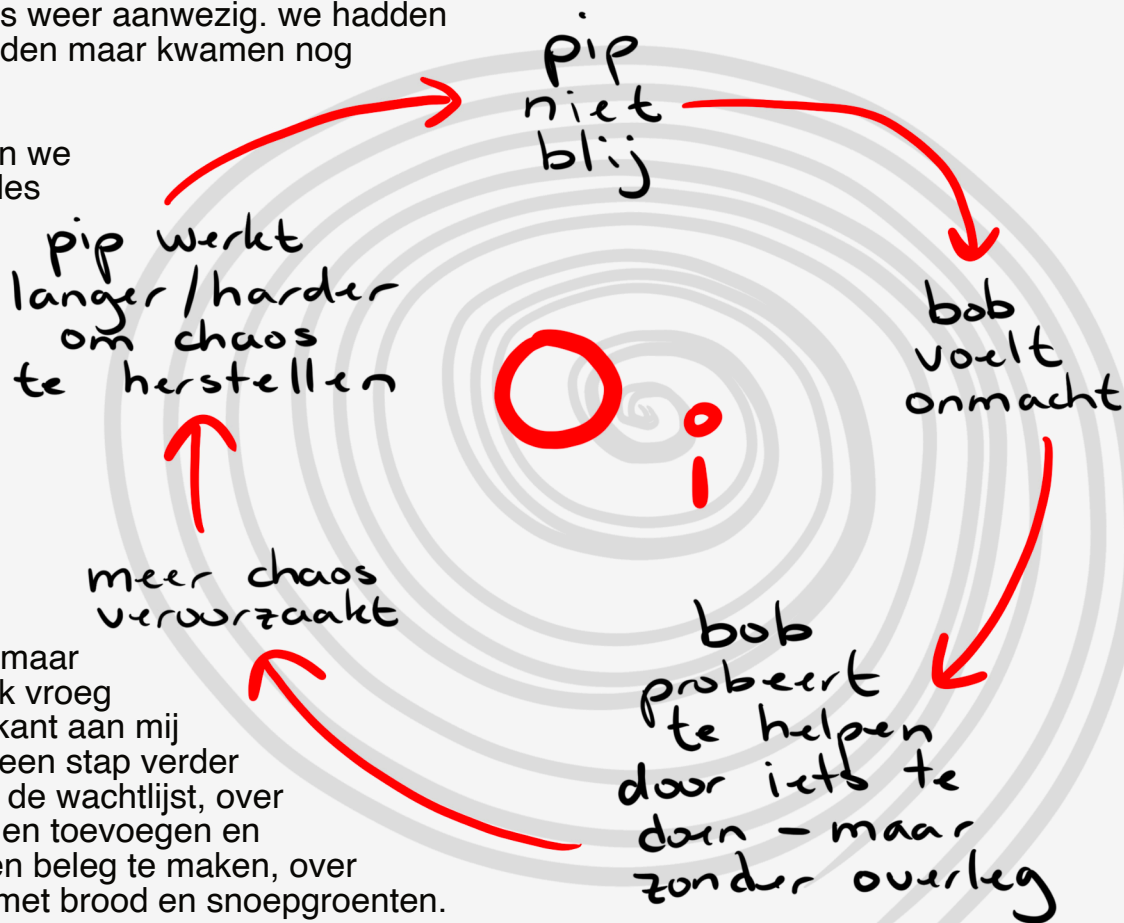 s weer aanwezig. we hadden
den maar kwamen nog
n we
les
pip
niet
blij
bob
voelt
onmacht
bob
probeert
te helpen
door iets te
doen – maar
zonder overleg
meer chaos
veroorzaakt
pip werkt
langer/harder
om chaos
te herstellen
maar
k vroeg
kant aan mij
een stap verder
de wachtlijst, over
en toevoegen en
en beleg te maken, over
met brood en snoepgroenten.